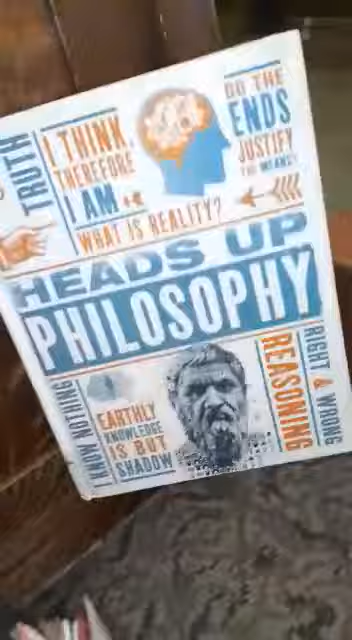 TRUTH
I THINK,
THEREFORE
I AM
DO THE
ENDS
JUSTIFY
THE MEANS?
WHAT IS REALITY?
HEADS UP
PHILOSOPHY
I KNOW NOTHING
EARTHLY
KNOWLEDGE
IS BUT
SHADOW
REASONING
RIGHT & WRONG